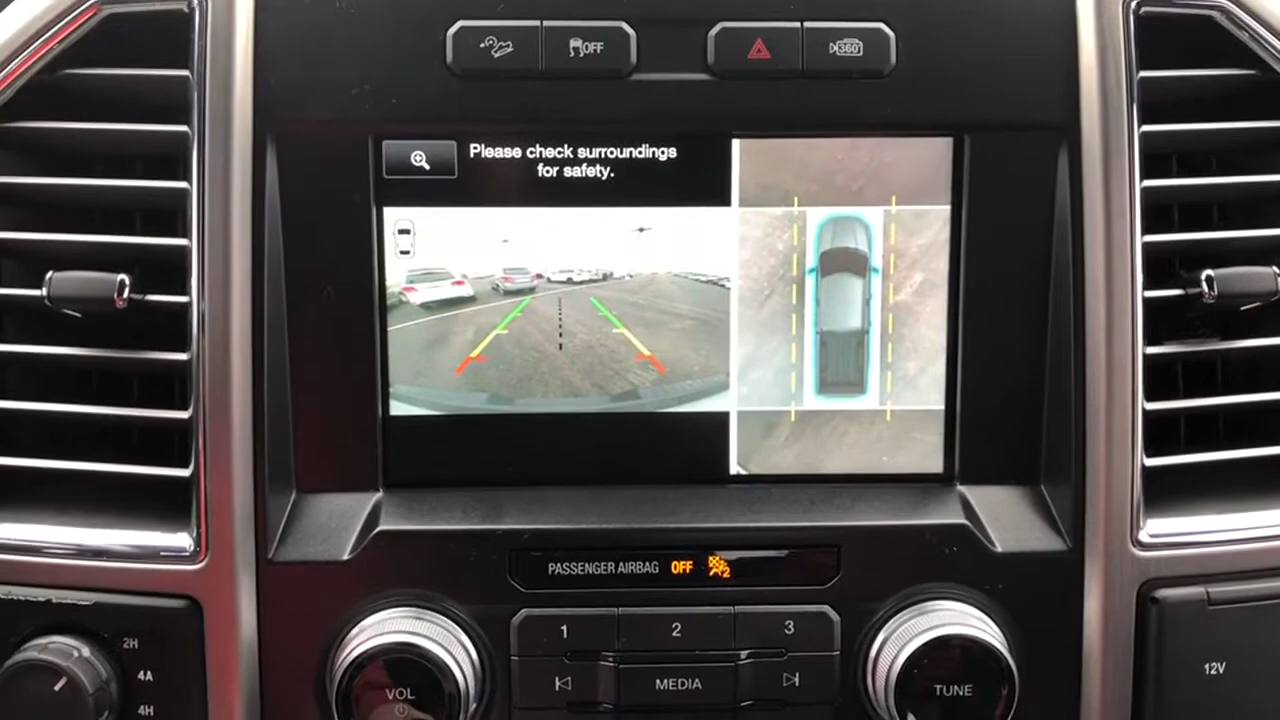 OFF
360
Please check surroundings
for safety.
PASSENGER AIRBAG OFF 2
1 2 3
2H
4A
4H
VOL
MEDIA
TUNE
12V